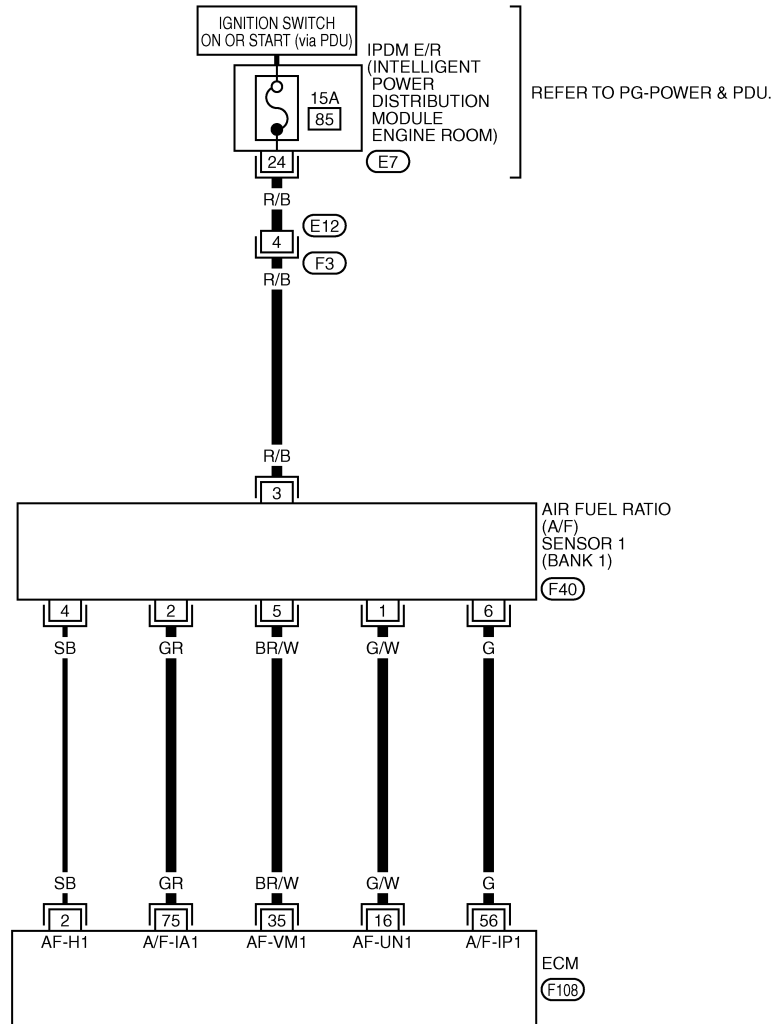 IGNITION SWITCH
ON OR START (via PDU)
IPDM E/R
(INTELLIGENT
POWER
DISTRIBUTION
MODULE
ENGINE ROOM)
REFER TO PG-POWER & PDU.
15A
85
24
E7
R/B
E12
4
F3
R/B
R/B
3
AIR FUEL RATIO
(A/F)
SENSOR 1
(BANK 1)
F40
4 2 5 1 6
SB GR BR/W G/W G
SB GR BR/W G/W G
2 75 35 16 56
AF-H1 A/F-IA1 AF-VM1 AF-UN1 A/F-IP1
ECM
F108